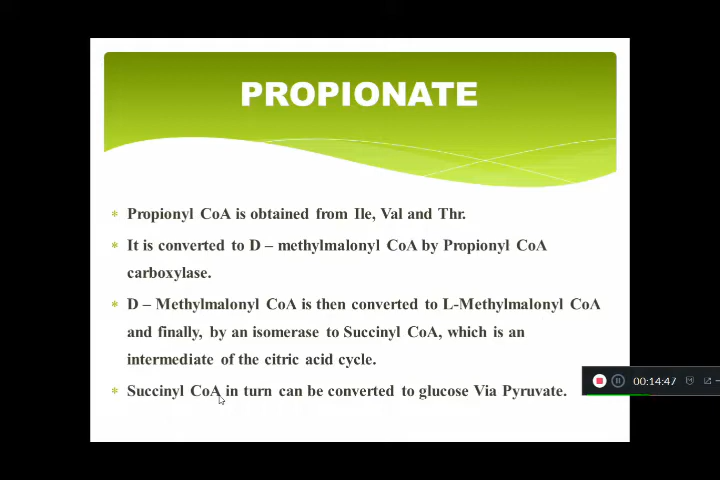 PROPIONATE
* Propionyl CoA is obtained from Ile, Val and Thr.
* It is converted to D – methylmalonyl CoA by Propionyl CoA
carboxylase.
* D – Methylmalonyl CoA is then converted to L-Methylmalonyl CoA
and finally, by an isomerase to Succinyl CoA, which is an
intermediate of the citric acid cycle.
* Succinyl CoA in turn can be converted to glucose Via Pyruvate.
00:14:47